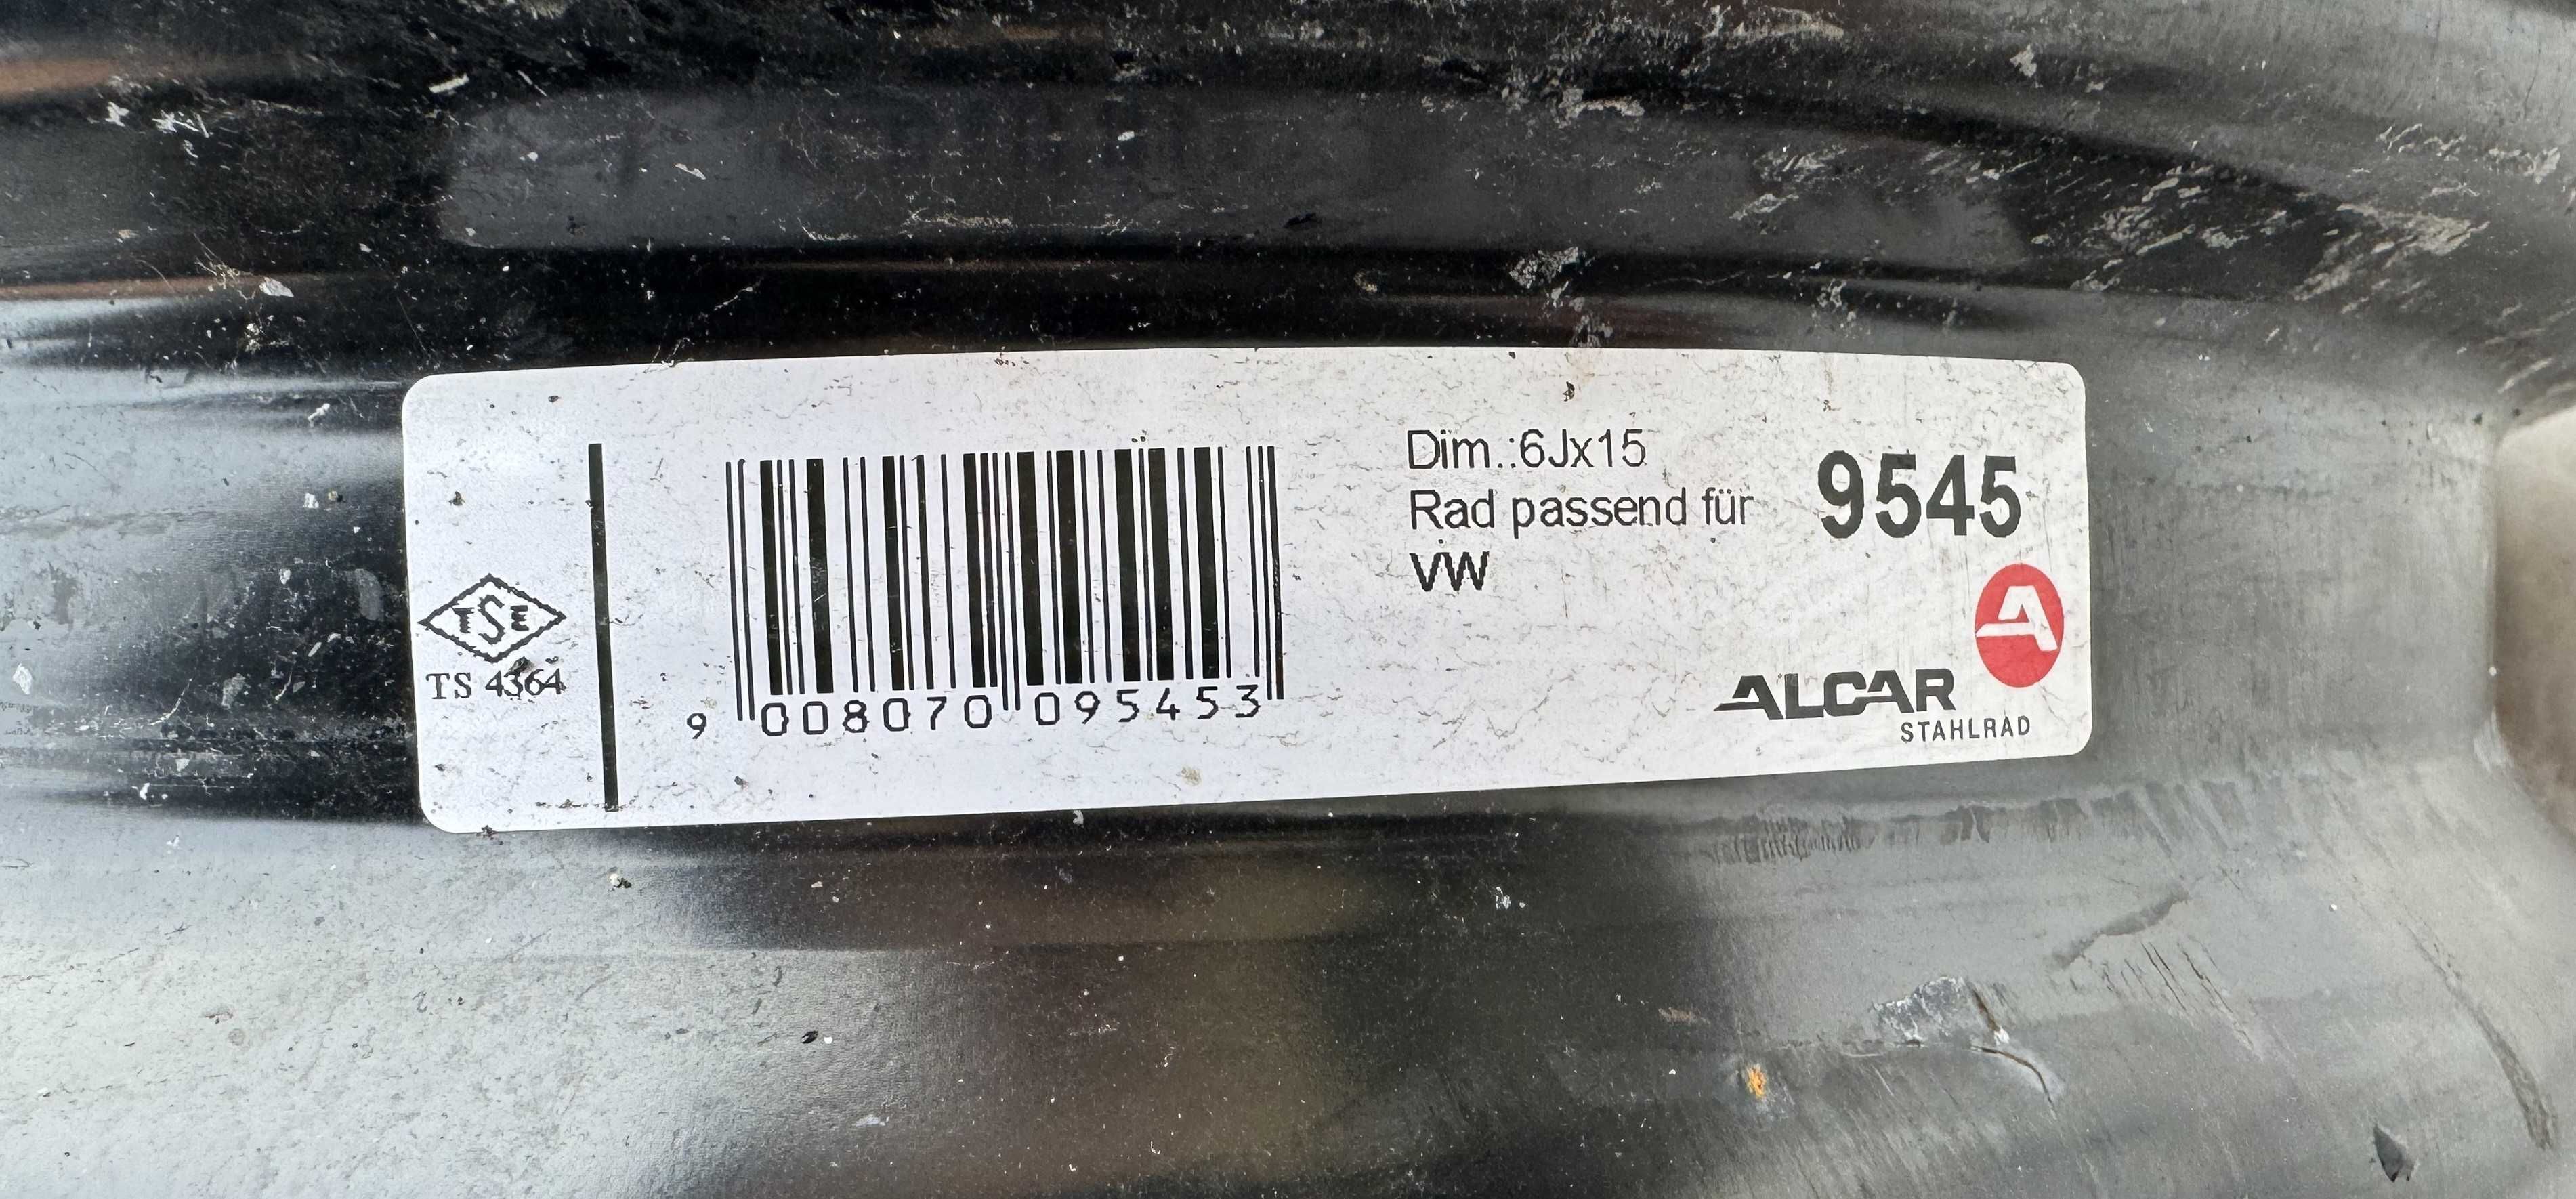 TSE
TS 4364
9 008070 095453
Dim.:6Jx15
Rad passend für
VW
9545
A
ALCAR
STAHLRAD